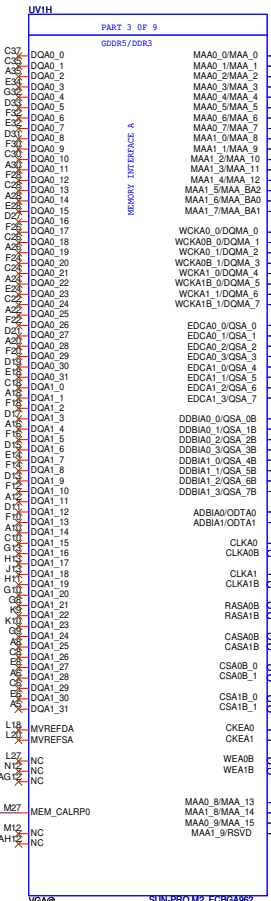 UV1H
PART 3 OF 9
GDDR5/DDR3
MEMORY INTERFACE A
C37 DQA0_0 MAA0_0/MAA_0
C35 DQA0_1 MAA0_1/MAA_1
A35 DQA0_2 MAA0_2/MAA_2
E34 DQA0_3 MAA0_3/MAA_3
G32 DQA0_4 MAA0_4/MAA_4
D33 DQA0_5 MAA0_5/MAA_5
F32 DQA0_6 MAA0_6/MAA_6
E32 DQA0_7 MAA0_7/MAA_7
D31 DQA0_8 MAA1_0/MAA_8
F30 DQA0_9 MAA1_1/MAA_9
C30 DQA0_10 MAA1_2/MAA_10
A30 DQA0_11 MAA1_3/MAA_11
F28 DQA0_12 MAA1_4/MAA_12
C28 DQA0_13 MAA1_5/MAA_BA2
A28 DQA0_14 MAA1_6/MAA_BA0
E28 DQA0_15 MAA1_7/MAA_BA1
D27 DQA0_16
F26 DQA0_17 WCKA0_0/DQMA_0
C26 DQA0_18 WCKA0B_0/DQMA_1
A26 DQA0_19 WCKA0_1/DQMA_2
F24 DQA0_20 WCKA0B_1/DQMA_3
C24 DQA0_21 WCKA1_0/DQMA_4
A24 DQA0_22 WCKA1B_0/DQMA_5
E24 DQA0_23 WCKA1_1/DQMA_6
C22 DQA0_24 WCKA1B_1/DQMA_7
A22 DQA0_25
F22 DQA0_26 EDCA0_0/QSA_0
D21 DQA0_27 EDCA0_1/QSA_1
A20 DQA0_28 EDCA0_2/QSA_2
F20 DQA0_29 EDCA0_3/QSA_3
D19 DQA0_30 EDCA1_0/QSA_4
E18 DQA0_31 EDCA1_1/QSA_5
C18 DQA1_0 EDCA1_2/QSA_6
A18 DQA1_1 EDCA1_3/QSA_7
F18 DQA1_2
D17 DQA1_3 DDBIA0_0/QSA_0B
A16 DQA1_4 DDBIA0_1/QSA_1B
F16 DQA1_5 DDBIA0_2/QSA_2B
D15 DQA1_6 DDBIA0_3/QSA_3B
E14 DQA1_7 DDBIA1_0/QSA_4B
F14 DQA1_8 DDBIA1_1/QSA_5B
D13 DQA1_9 DDBIA1_2/QSA_6B
F12 DQA1_10 DDBIA1_3/QSA_7B
A12 DQA1_11
D11 DQA1_12 ADBIA0/ODTA0
F10 DQA1_13 ADBIA1/ODTA1
A10 DQA1_14
C10 DQA1_15 CLKA0
G13 DQA1_16 CLKA0B
H13 DQA1_17
J13 DQA1_18 CLKA1
H11 DQA1_19 CLKA1B
G10 DQA1_20
G8 DQA1_21 RASA0B
K9 DQA1_22 RASA1B
K10 DQA1_23
G9 DQA1_24 CASA0B
A8 DQA1_25 CASA1B
C8 DQA1_26
E8 DQA1_27 CSA0B_0
A6 DQA1_28 CSA0B_1
C6 DQA1_29
E6 DQA1_30 CSA1B_0
A5 DQA1_31 CSA1B_1
L18 MVREFDA CKEA0
L20 MVREFSA CKEA1
L27 NC WEA0B
N12 NC WEA1B
AG12 NC
MAA0_8/MAA_13
M27 MEM_CALRP0 MAA1_8/MAA_14
MAA0_9/MAA_15
M12 NC MAA1_9/RSVD
AH12 NC
VGA@ SUN-PRO M2_FCBGA962